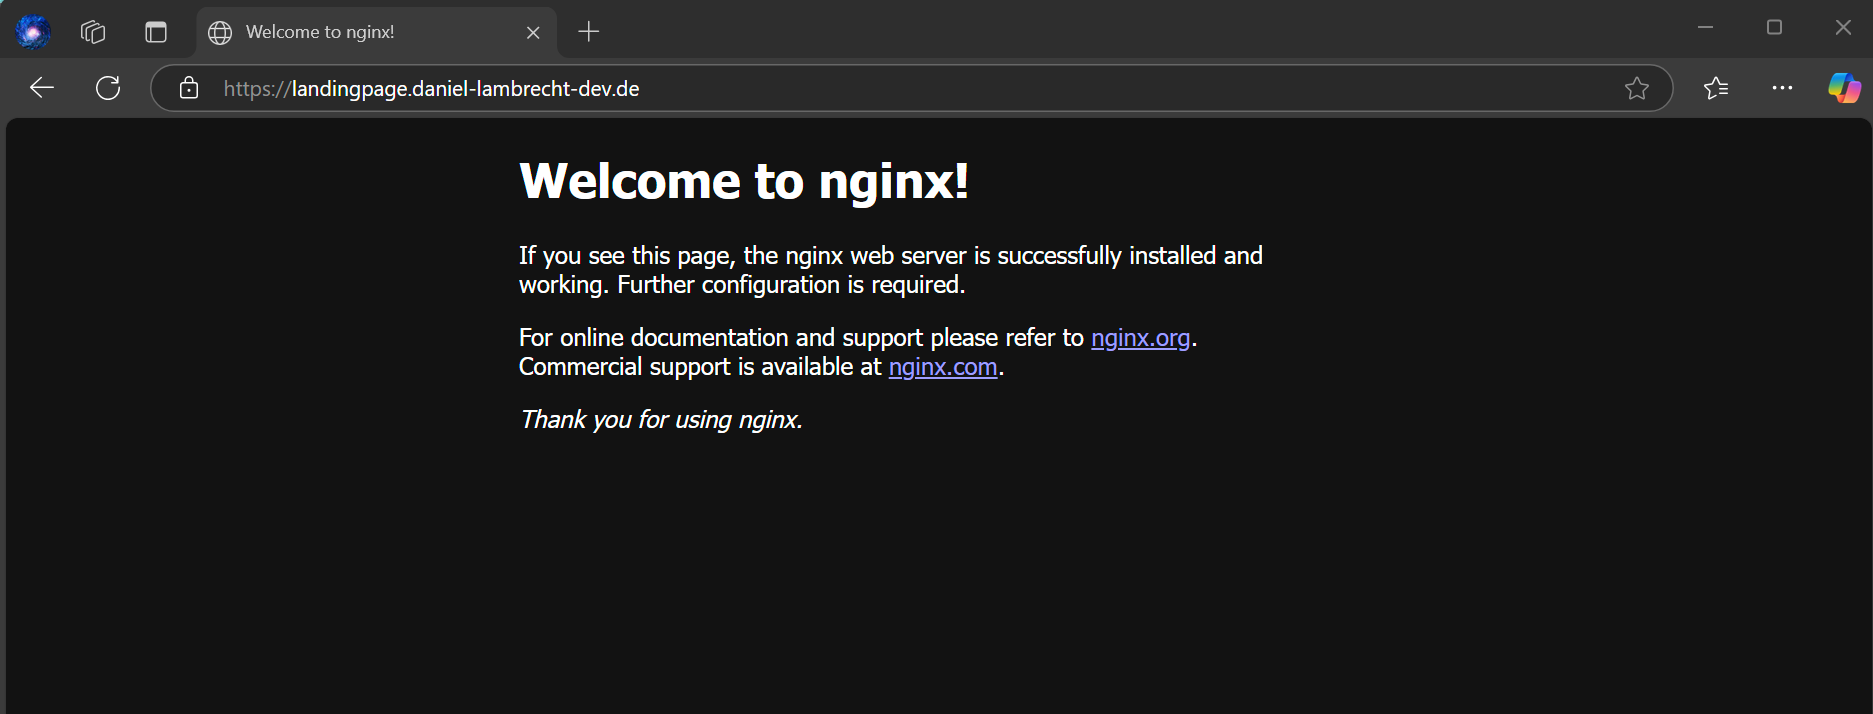 Welcome to nginx!
https://landingpage.daniel-lambrecht-dev.de
Welcome to nginx!
If you see this page, the nginx web server is successfully installed and
working. Further configuration is required.
For online documentation and support please refer to nginx.org.
Commercial support is available at nginx.com.
Thank you for using nginx.